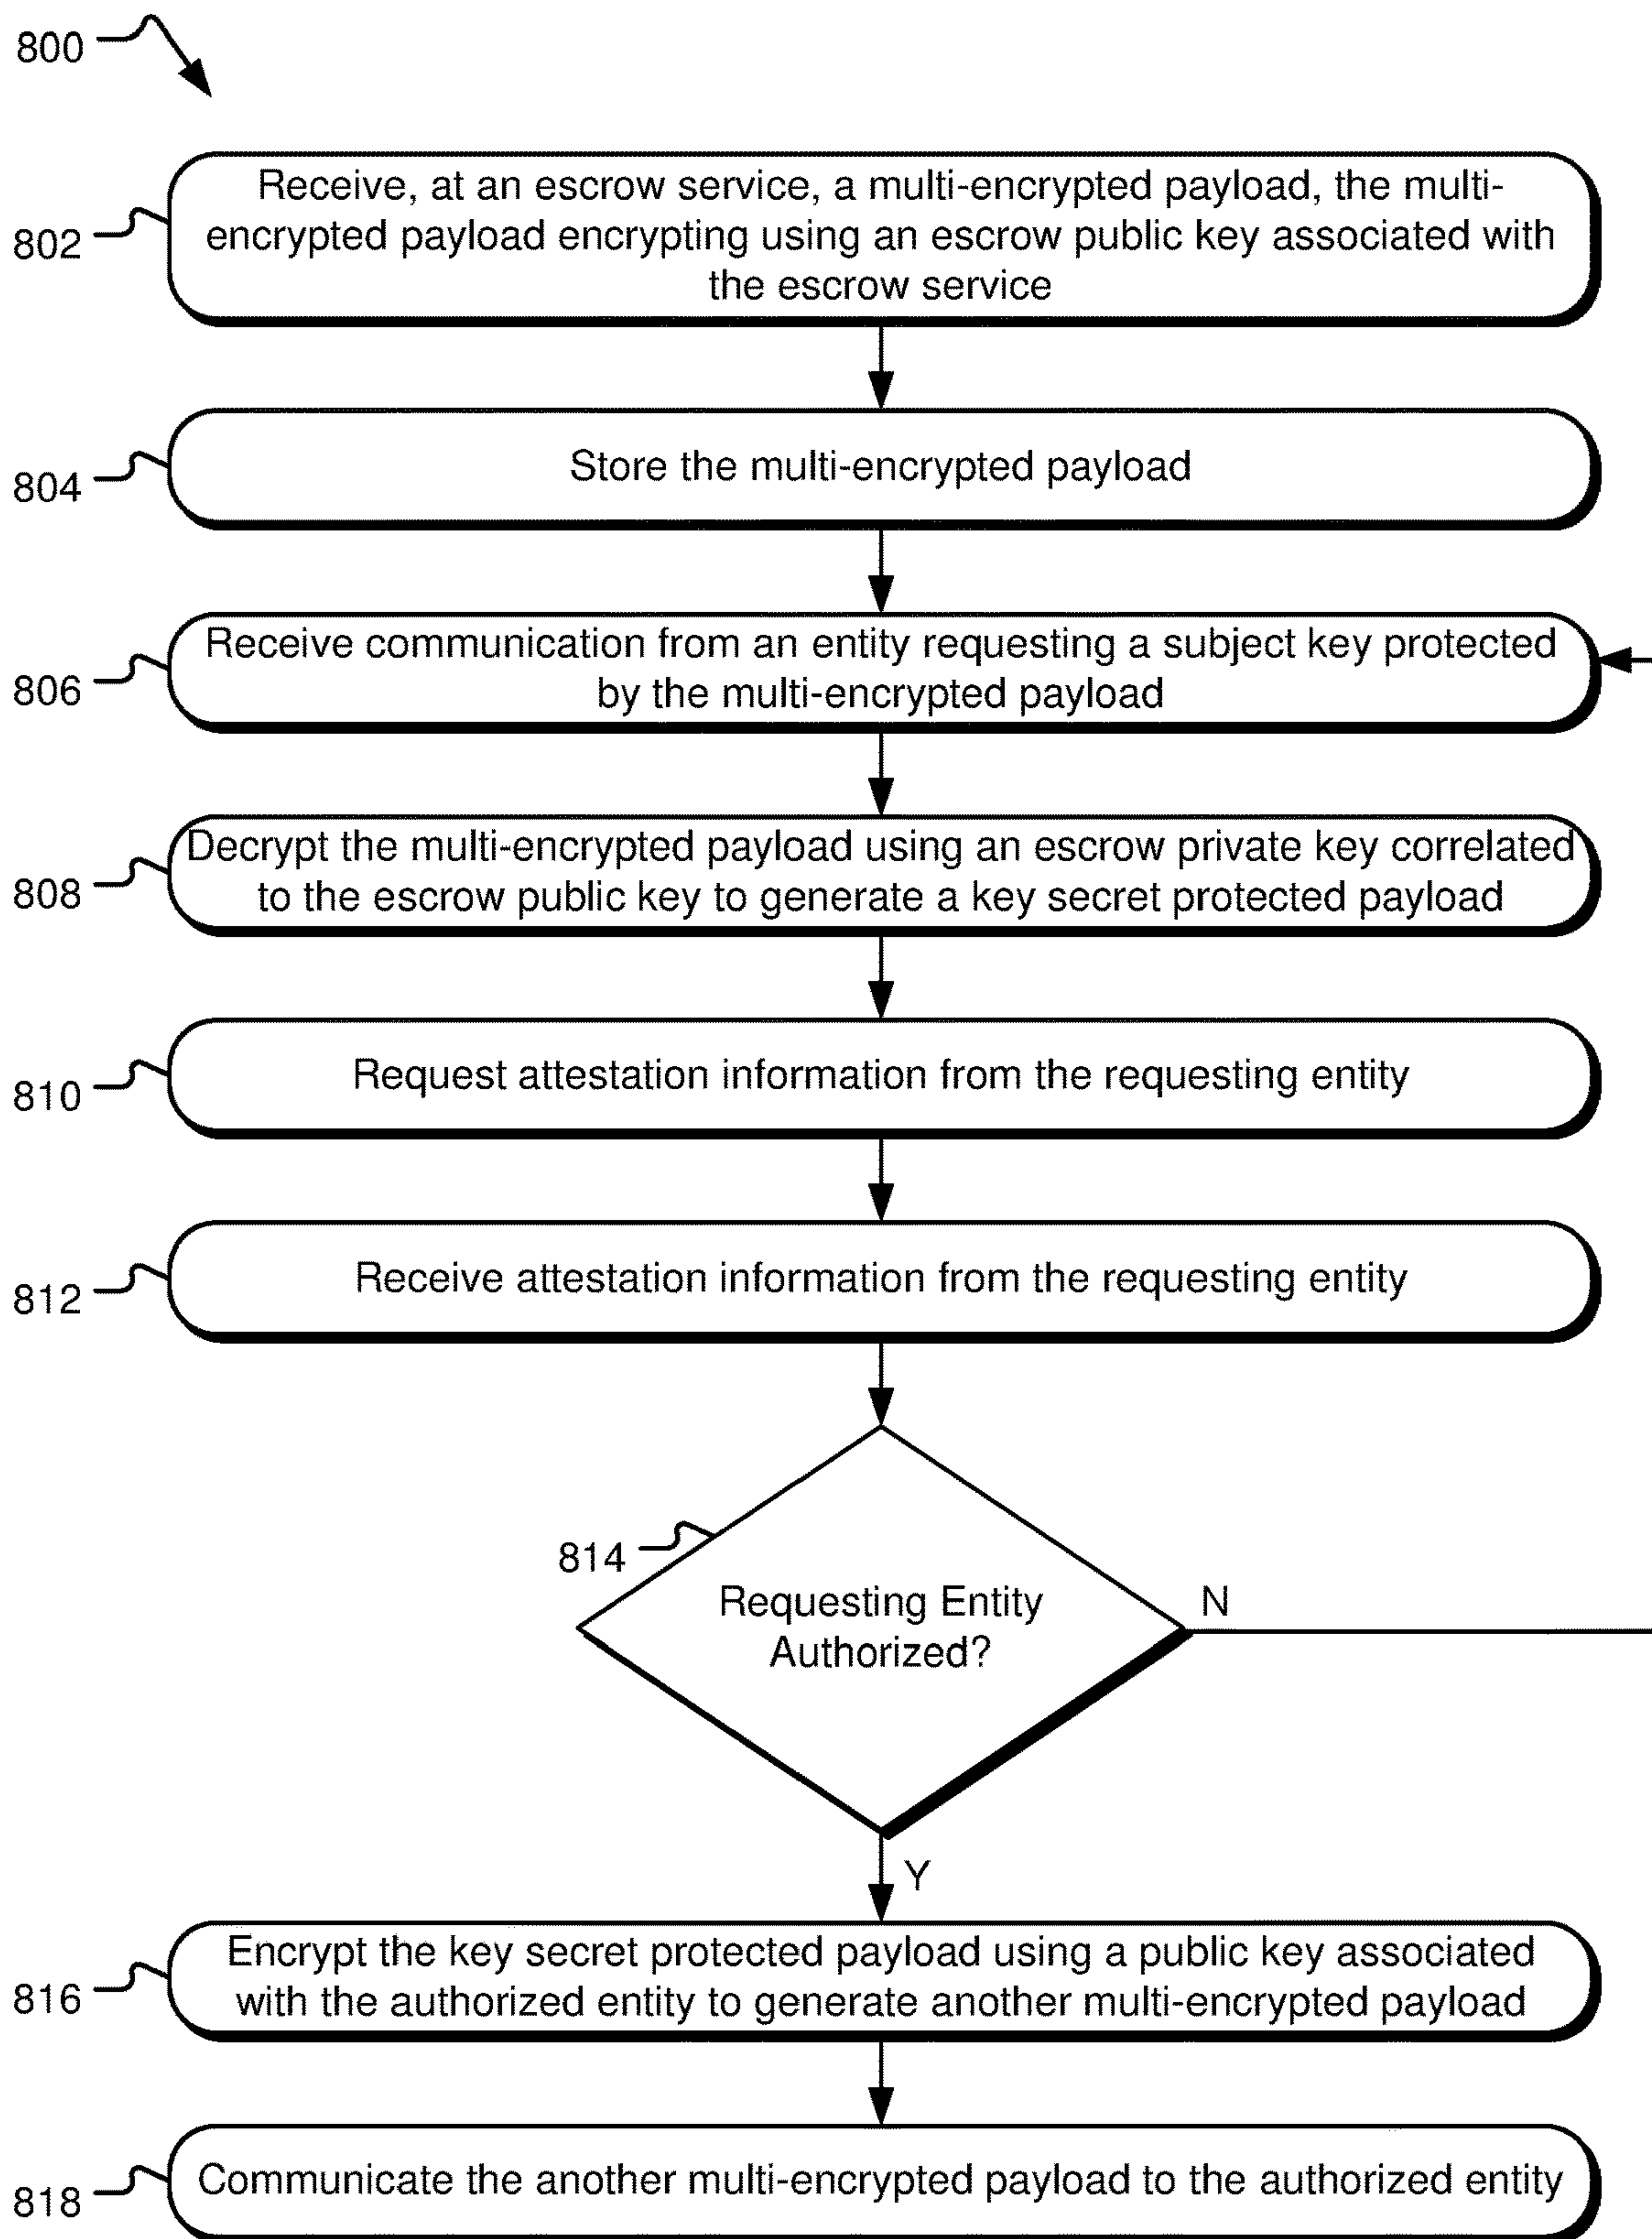 800
802
Receive, at an escrow service, a multi-encrypted payload, the multi-
encrypted payload encrypting using an escrow public key associated with
the escrow service
804
Store the multi-encrypted payload
806
Receive communication from an entity requesting a subject key protected
by the multi-encrypted payload
808
Decrypt the multi-encrypted payload using an escrow private key correlated
to the escrow public key to generate a key secret protected payload
810
Request attestation information from the requesting entity
812
Receive attestation information from the requesting entity
814
Requesting Entity
Authorized?
N
Y
816
Encrypt the key secret protected payload using a public key associated
with the authorized entity to generate another multi-encrypted payload
818
Communicate the another multi-encrypted payload to the authorized entity